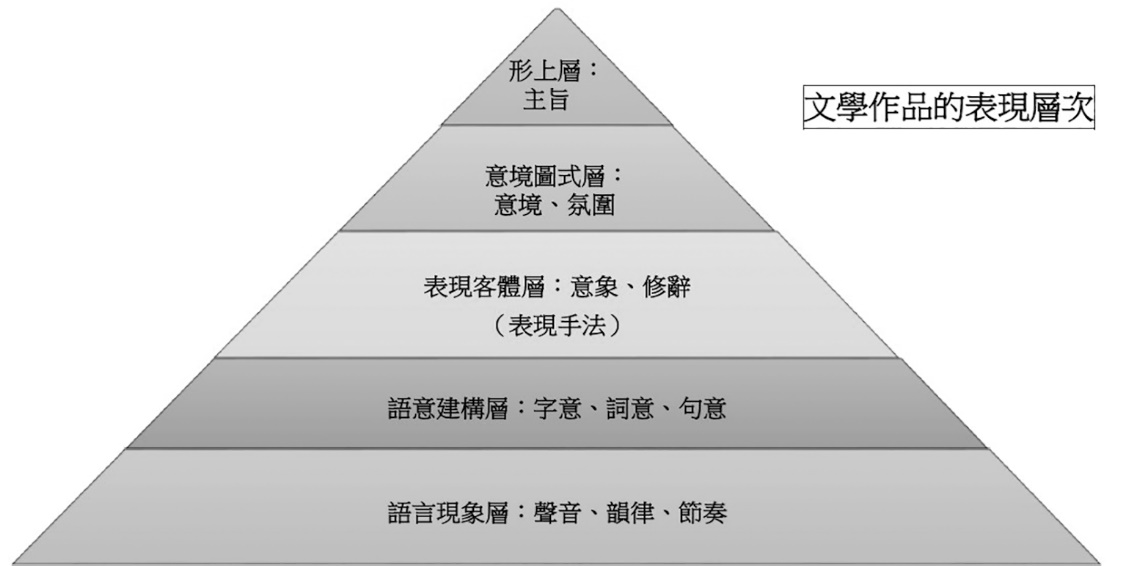 形上層：
主旨
文學作品的表現層次
意境圖式層：
意境、氛圍
表現客體層：意象、修辭
（表現手法）
語意建構層：字意、詞意、句意
語言現象層：聲音、韻律、節奏